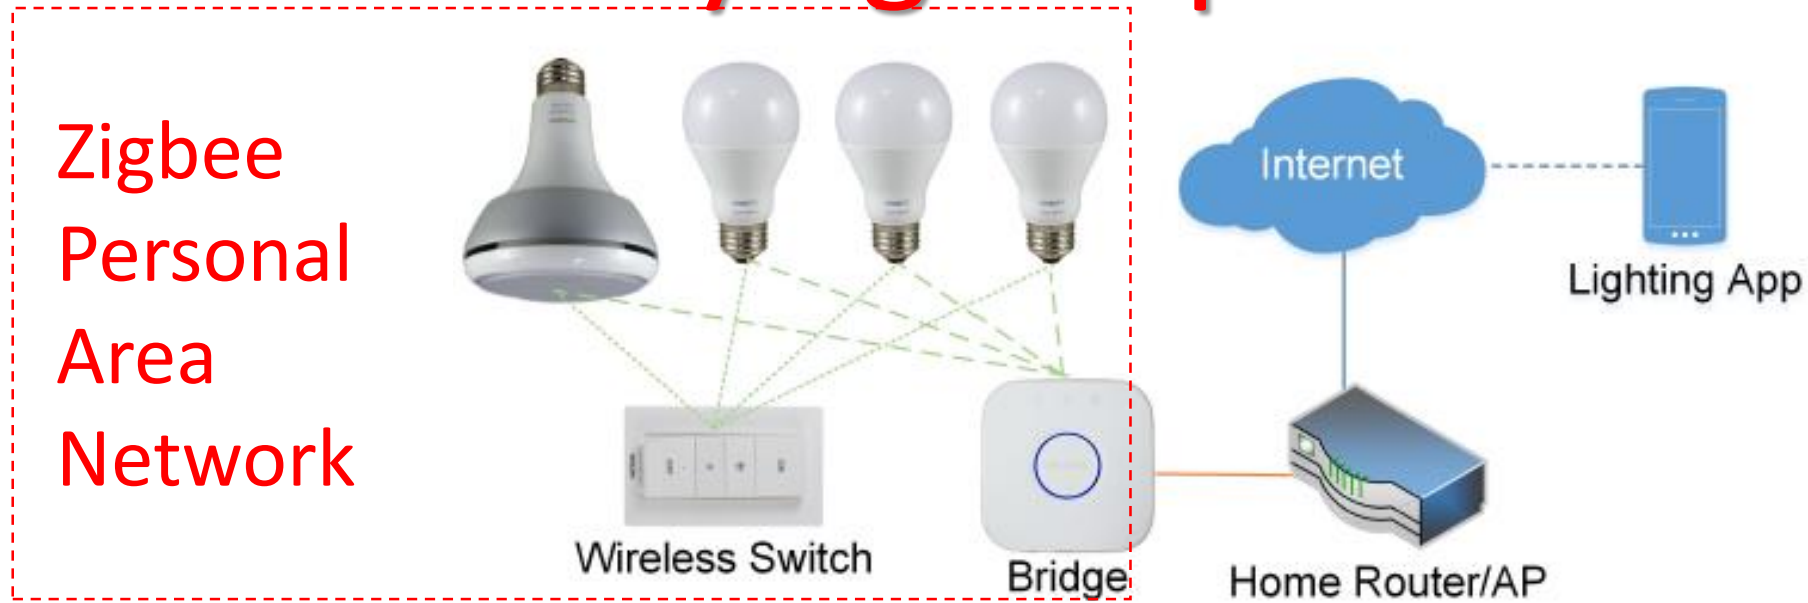 Zigbee
Personal
Area
Network
Internet
Lighting App
Wireless Switch
Bridge
Home Router/AP